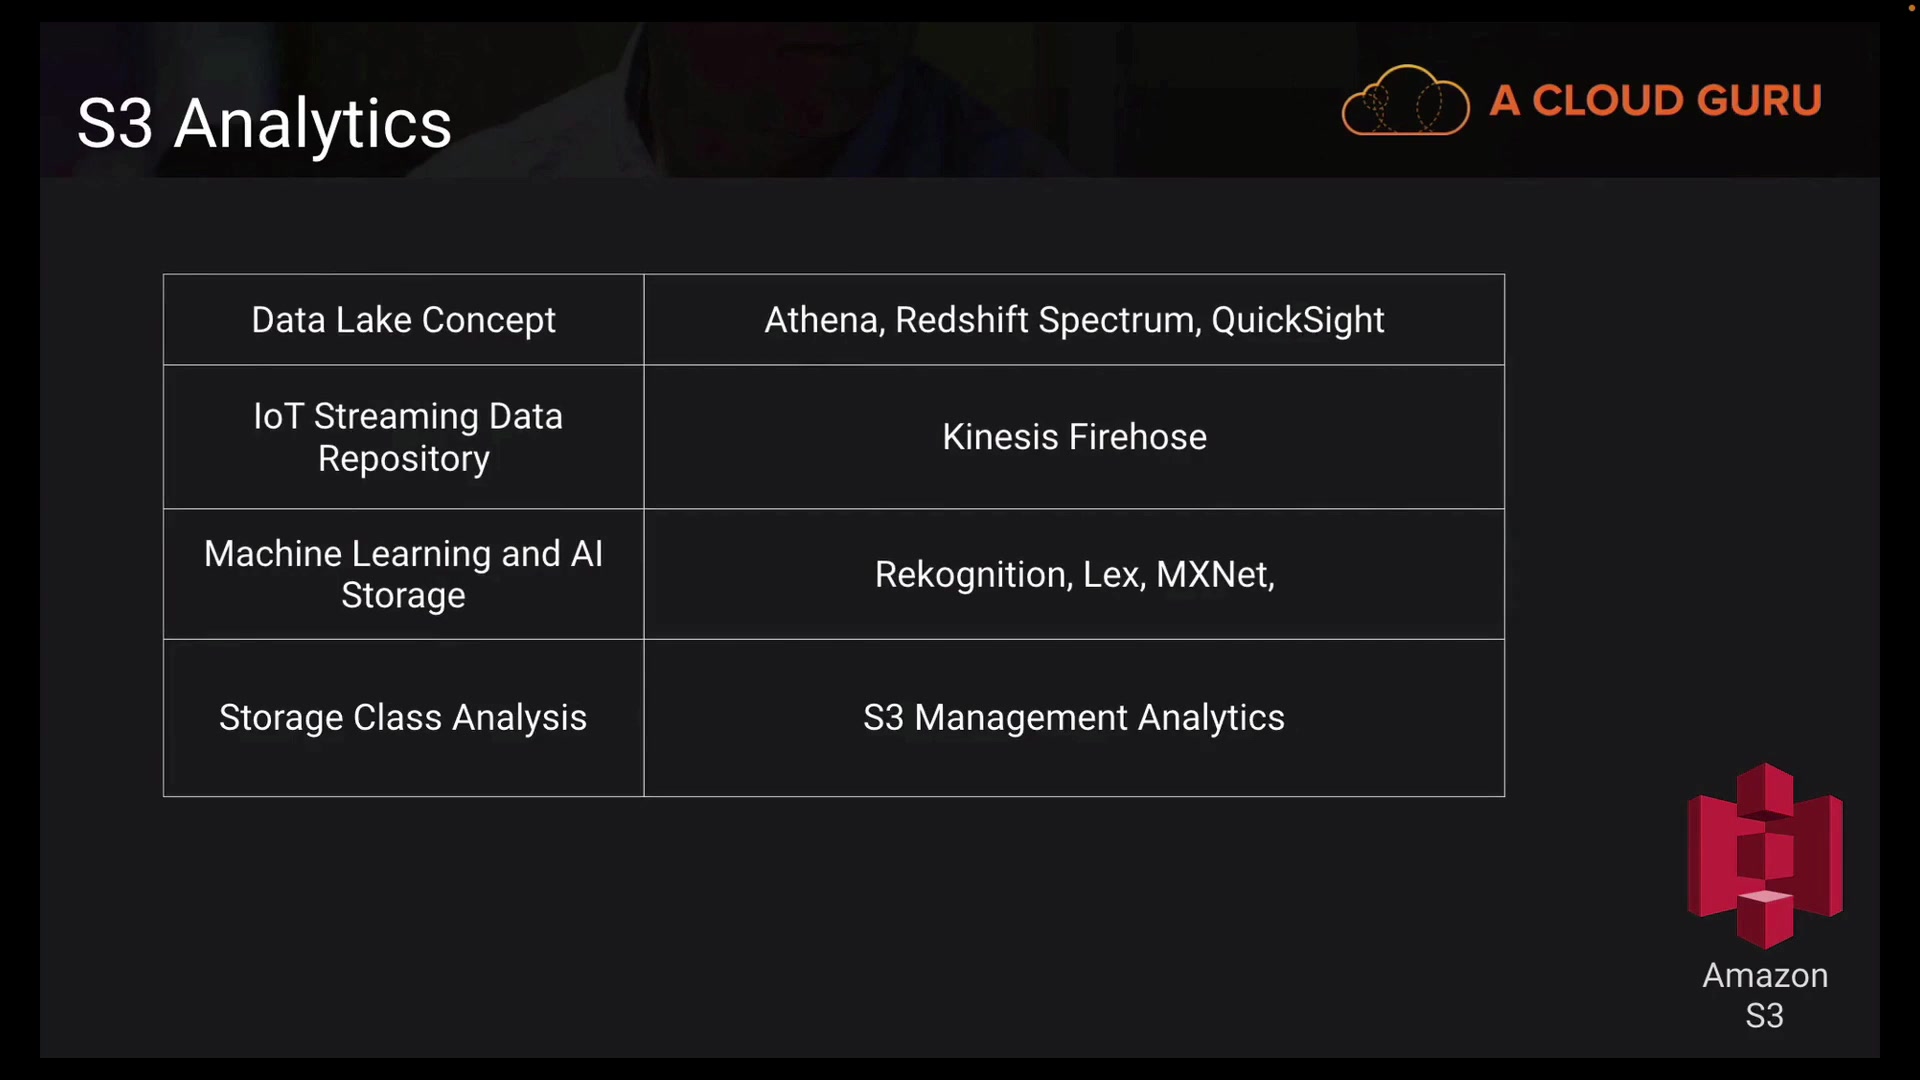 S3 Analytics
A CLOUD GURU
Data Lake Concept
Athena, Redshift Spectrum, QuickSight
IoT Streaming Data
Repository
Kinesis Firehose
Machine Learning and AI
Storage
Rekognition, Lex, MXNet,
Storage Class Analysis
S3 Management Analytics
Amazon
S3